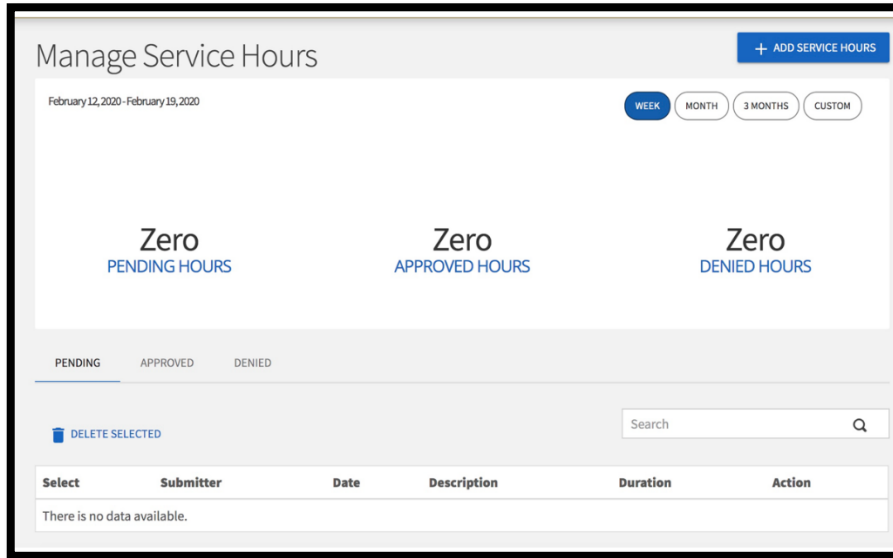 Manage Service Hours
+ ADD SERVICE HOURS
February 12, 2020 - February 19, 2020
WEEK MONTH 3 MONTHS CUSTOM
Zero Zero Zero
PENDING HOURS APPROVED HOURS DENIED HOURS
PENDING APPROVED DENIED
DELETE SELECTED
Search
Select Submitter Date Description Duration Action
There is no data available.